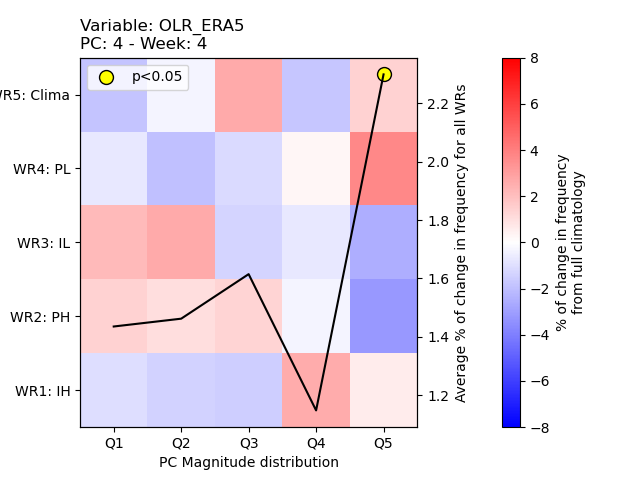 Variable: OLR_ERA5
PC: 4 - Week: 4
p<0.05
WR5: Clima
WR4: PL
WR3: IL
WR2: PH
WR1: IH
Q1 Q2 Q3 Q4 Q5
PC Magnitude distribution
2.2
2.0
1.8
1.6
1.4
1.2
Average % of change in frequency for all WRs
8
6
4
2
0
−2
−4
−6
−8
% of change in frequency
from full climatology